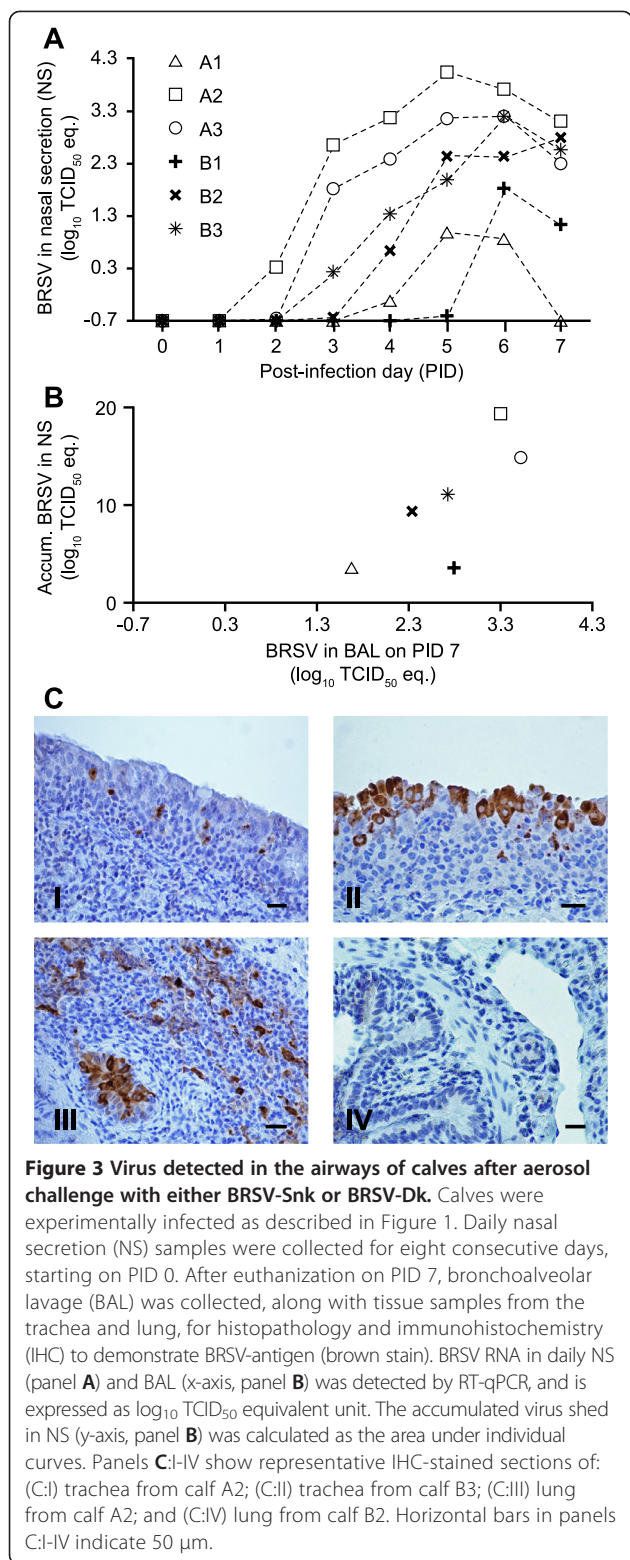 A
BRSV in nasal secretion (NS)
(log10 TCID50 eq.)
4.3
3.3
2.3
1.3
0.3
-0.7
A1
A2
A3
B1
B2
B3
0 1 2 3 4 5 6 7
Post-infection day (PID)
B
Accum. BRSV in NS
(log10 TCID50 eq.)
20
10
0
-0.7 0.3 1.3 2.3 3.3 4.3
BRSV in BAL on PID 7
(log10 TCID50 eq.)
C
I
II
III
IV
Figure 3 Virus detected in the airways of calves after aerosol
challenge with either BRSV-Snk or BRSV-Dk. Calves were
experimentally infected as described in Figure 1. Daily nasal
secretion (NS) samples were collected for eight consecutive days,
starting on PID 0. After euthanization on PID 7, bronchoalveolar
lavage (BAL) was collected, along with tissue samples from the
trachea and lung, for histopathology and immunohistochemistry
(IHC) to demonstrate BRSV-antigen (brown stain). BRSV RNA in daily NS
(panel A) and BAL (x-axis, panel B) was detected by RT-qPCR, and is
expressed as log10 TCID50 equivalent unit. The accumulated virus shed
in NS (y-axis, panel B) was calculated as the area under individual
curves. Panels C:I-IV show representative IHC-stained sections of:
(C:I) trachea from calf A2; (C:II) trachea from calf B3; (C:III) lung
from calf A2; and (C:IV) lung from calf B2. Horizontal bars in panels
C:I-IV indicate 50 μm.